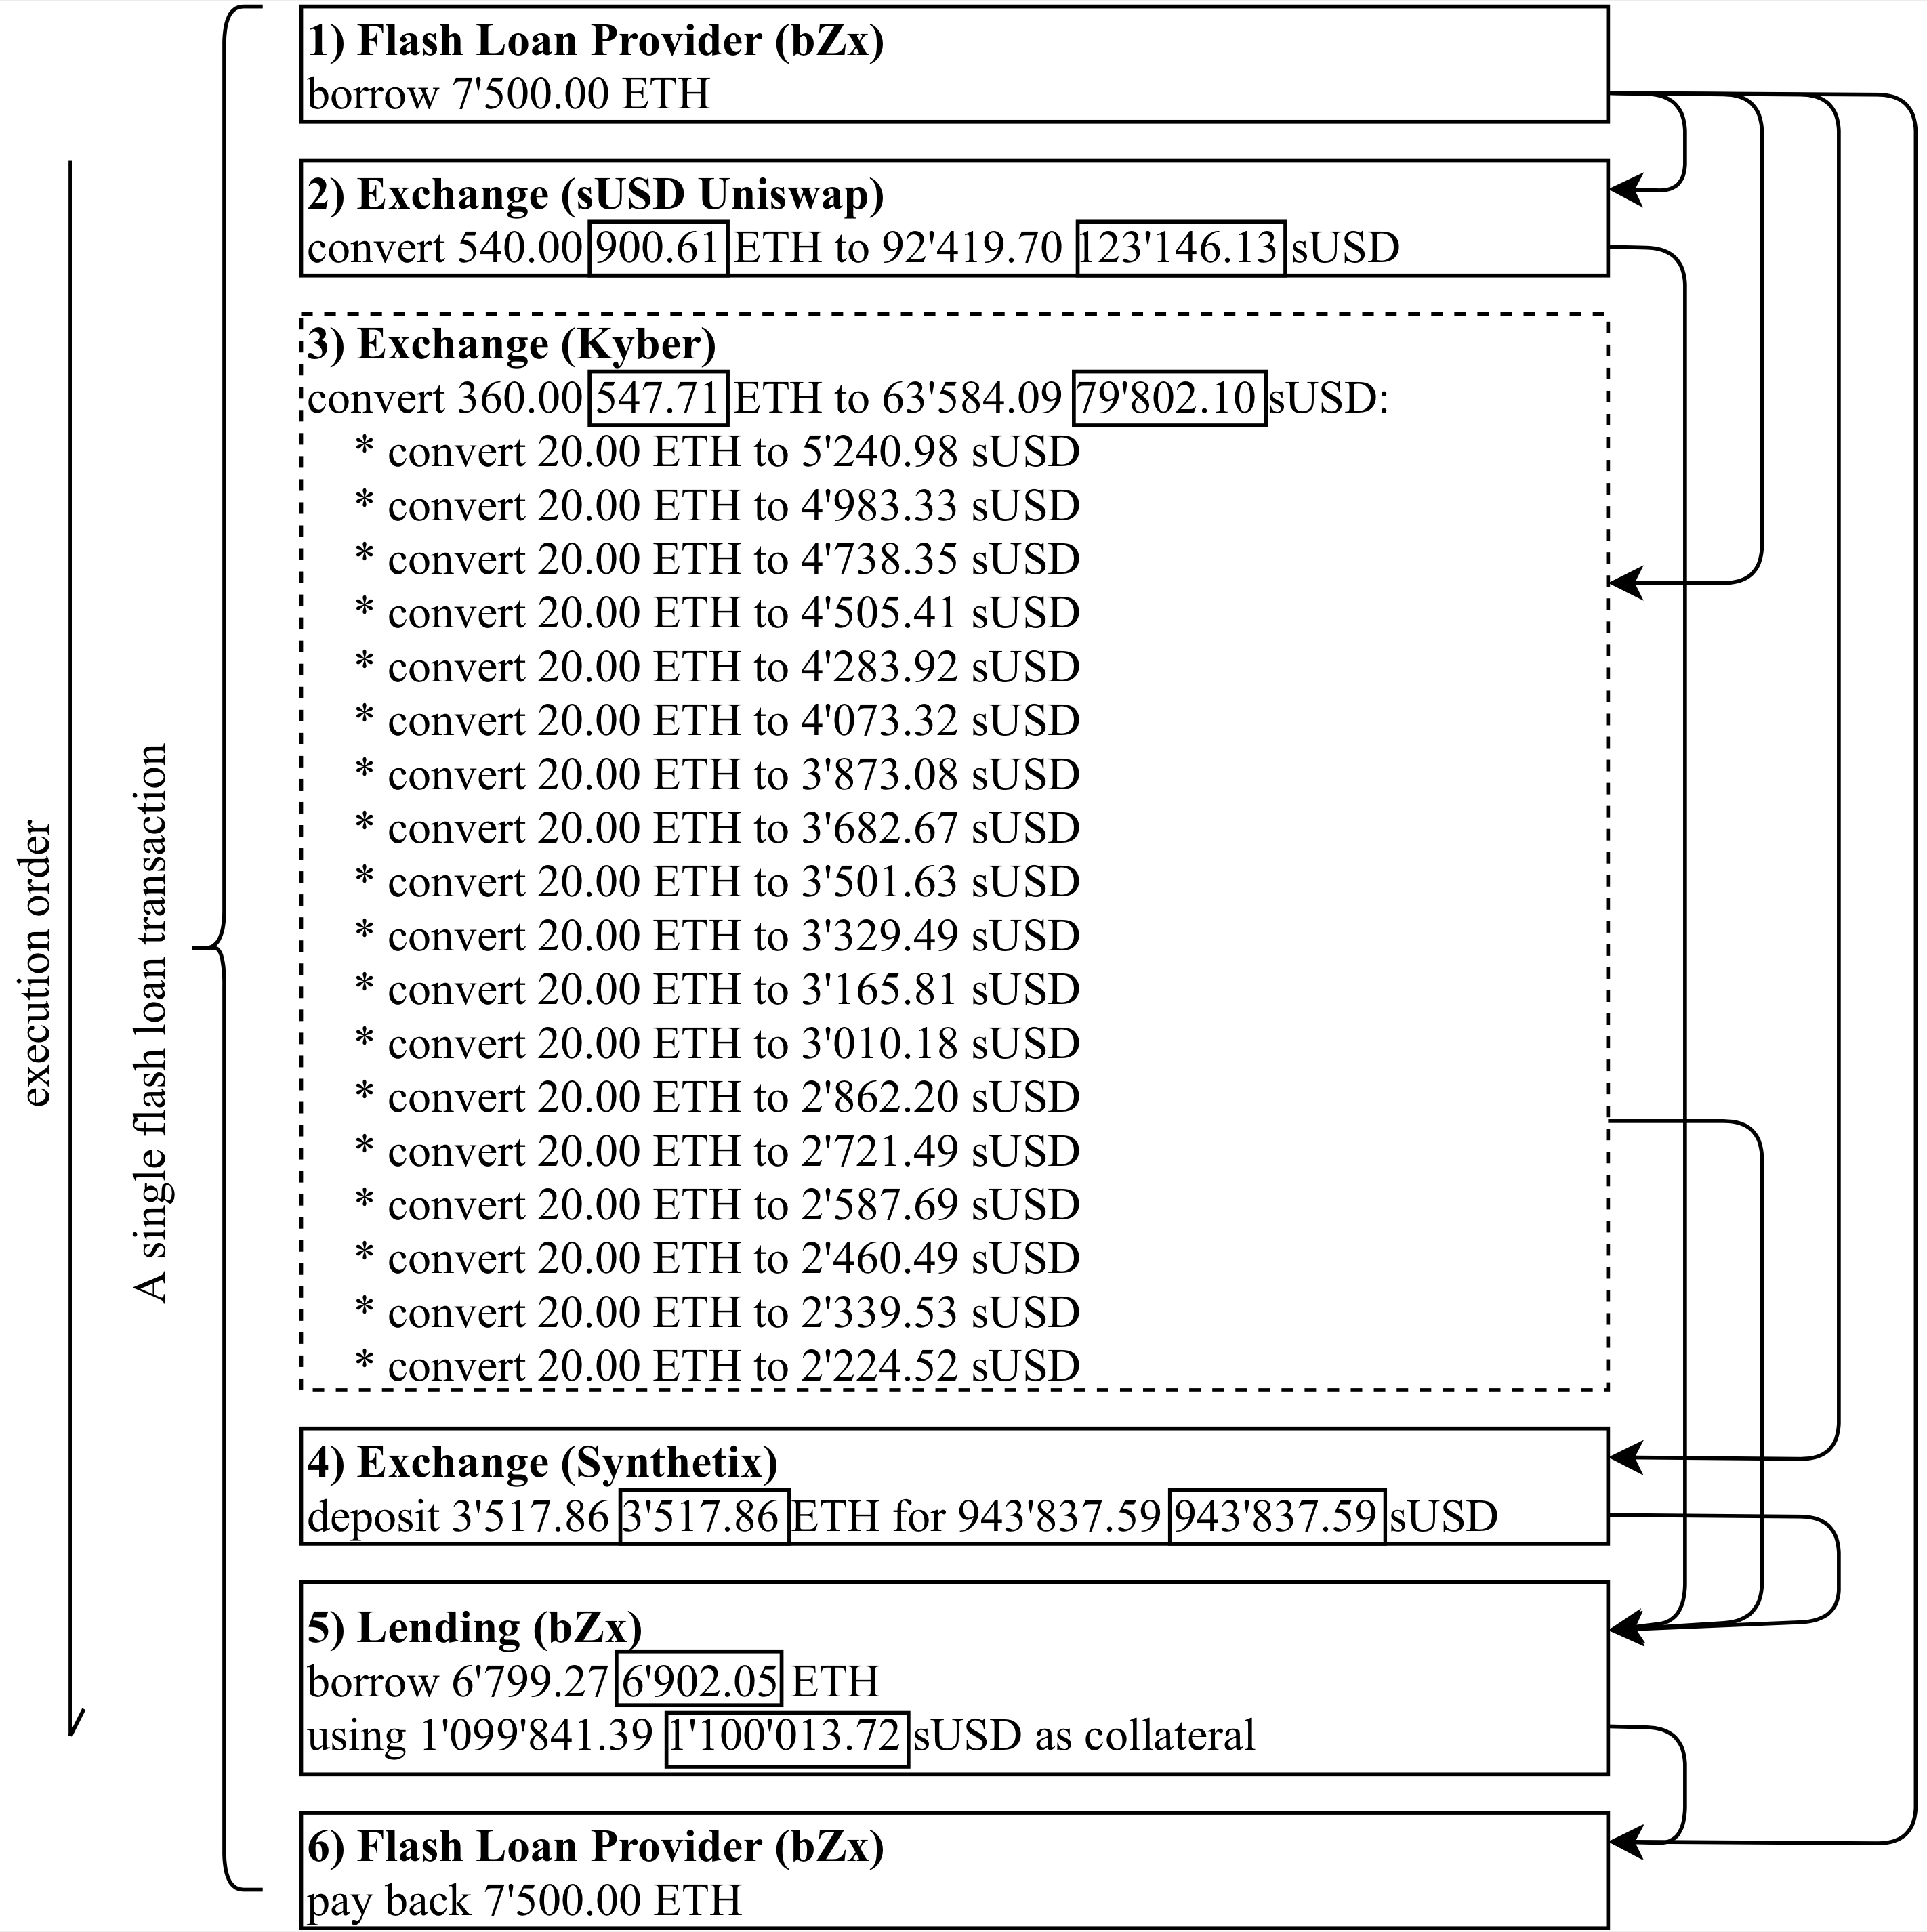 1) Flash Loan Provider (bZx)
borrow 7'500.00 ETH
2) Exchange (sUSD Uniswap)
convert 540.00 900.61 ETH to 92'419.70 123'146.13 sUSD
3) Exchange (Kyber)
convert 360.00 547.71 ETH to 63'584.09 79'802.10 sUSD:
* convert 20.00 ETH to 5'240.98 sUSD
* convert 20.00 ETH to 4'983.33 sUSD
* convert 20.00 ETH to 4'738.35 sUSD
* convert 20.00 ETH to 4'505.41 sUSD
* convert 20.00 ETH to 4'283.92 sUSD
* convert 20.00 ETH to 4'073.32 sUSD
* convert 20.00 ETH to 3'873.08 sUSD
* convert 20.00 ETH to 3'682.67 sUSD
* convert 20.00 ETH to 3'501.63 sUSD
* convert 20.00 ETH to 3'329.49 sUSD
* convert 20.00 ETH to 3'165.81 sUSD
* convert 20.00 ETH to 3'010.18 sUSD
* convert 20.00 ETH to 2'862.20 sUSD
* convert 20.00 ETH to 2'721.49 sUSD
* convert 20.00 ETH to 2'587.69 sUSD
* convert 20.00 ETH to 2'460.49 sUSD
* convert 20.00 ETH to 2'339.53 sUSD
* convert 20.00 ETH to 2'224.52 sUSD
4) Exchange (Synthetix)
deposit 3'517.86 3'517.86 ETH for 943'837.59 943'837.59 sUSD
5) Lending (bZx)
borrow 6'799.27 6'902.05 ETH
using 1'099'841.39 1'100'013.72 sUSD as collateral
6) Flash Loan Provider (bZx)
pay back 7'500.00 ETH
execution order
A single flash loan transaction